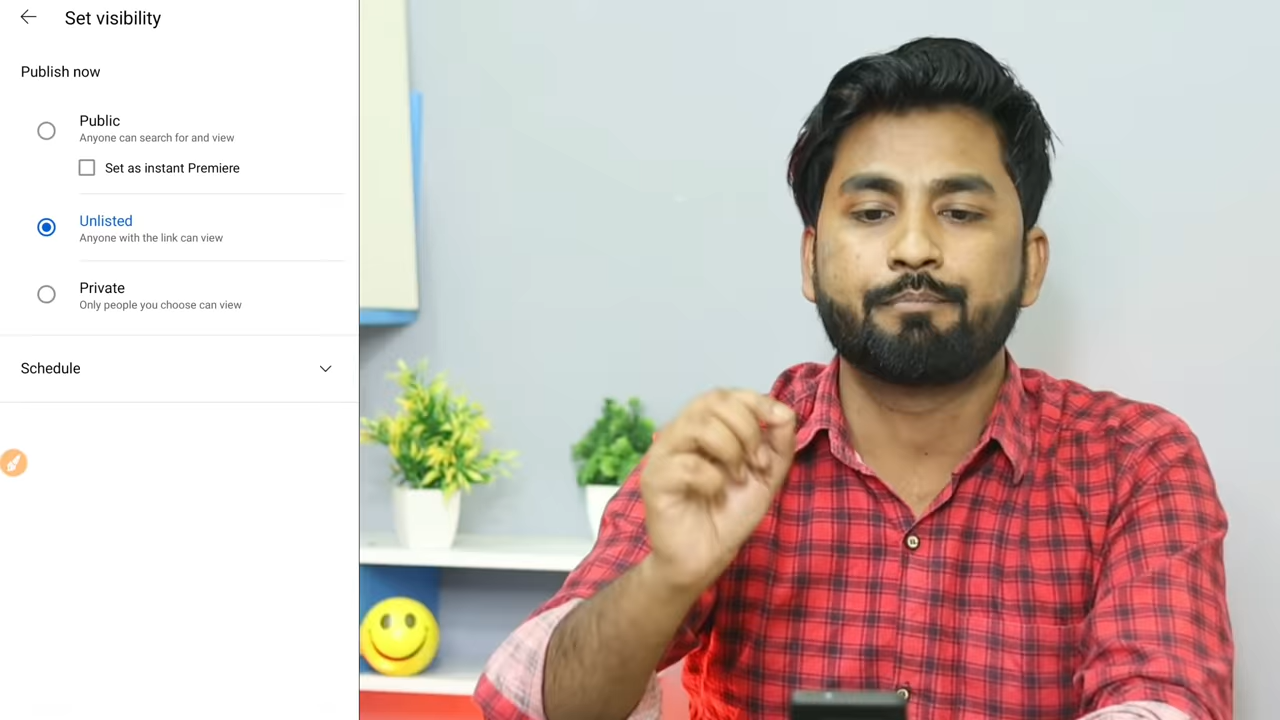 Set visibility
Publish now
Public
Anyone can search for and view
Set as instant Premiere
Unlisted
Anyone with the link can view
Private
Only people you choose can view
Schedule